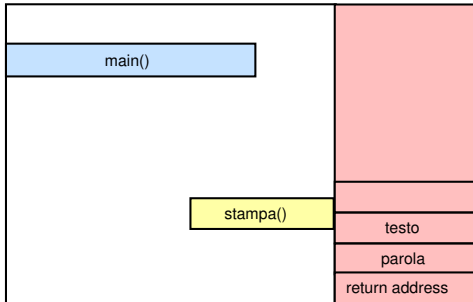 main()
stampa()
testo
parola
return address